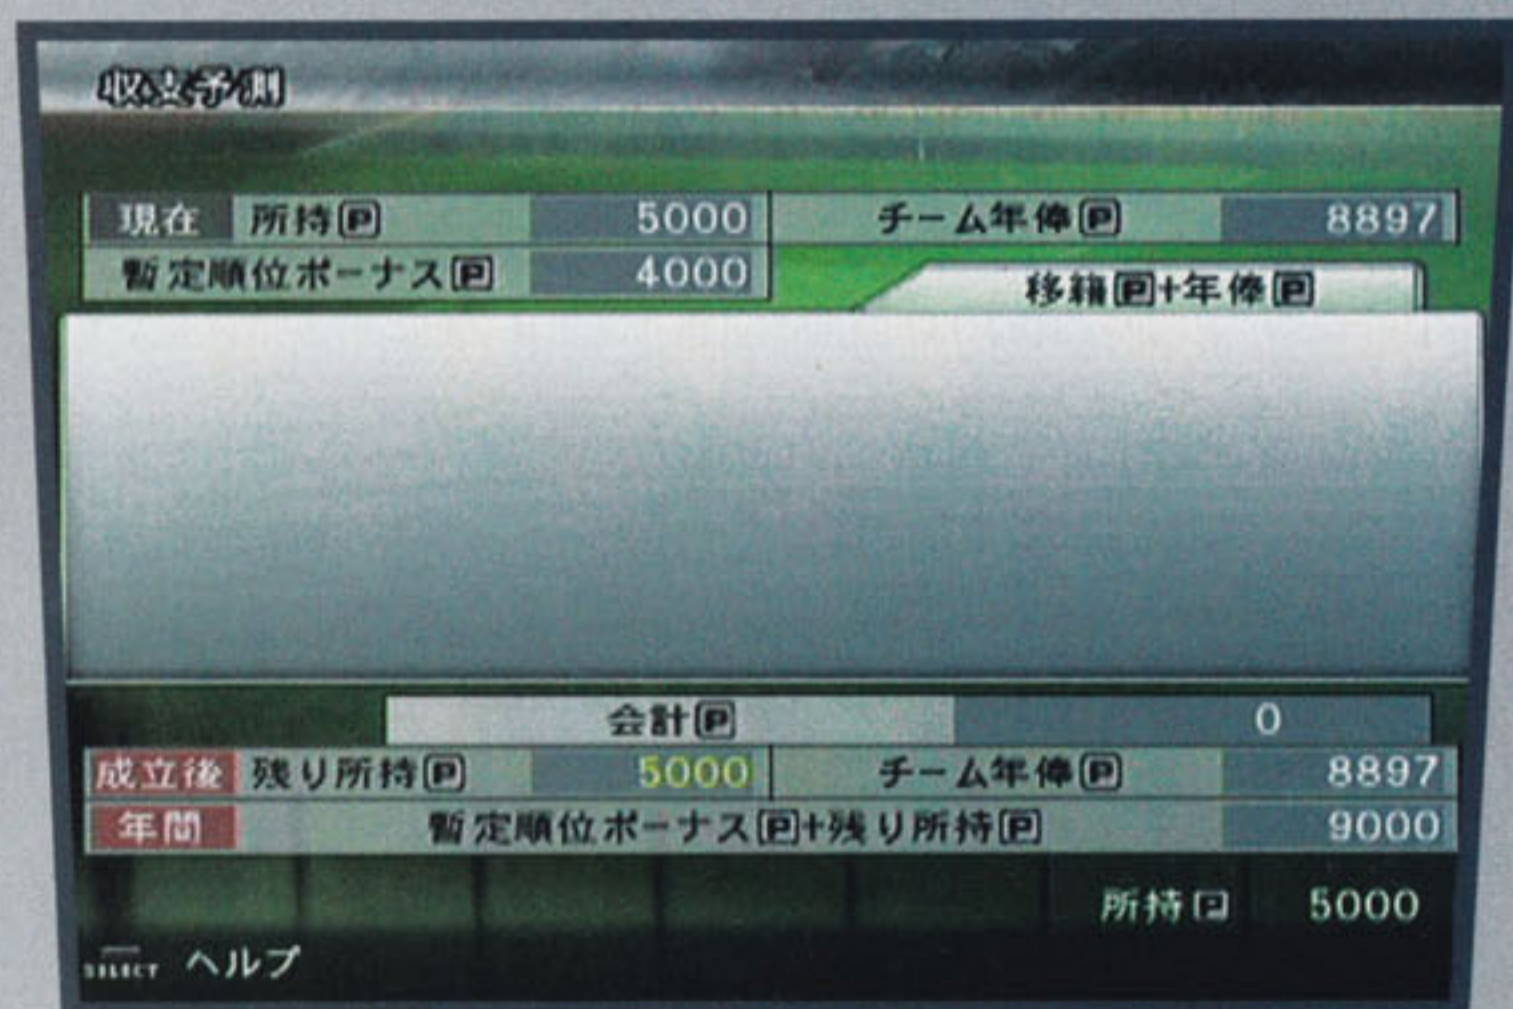 収支予測
現在 所持P 5000 チーム年俸P 8897
暫定順位ボーナスP 4000
移籍P+年俸P
会計P 0
成立後 残り所持P 5000 チーム年俸P 8897
年間 暫定順位ボーナスP+残り所持P 9000
所持P 5000
SELECT ヘルプ